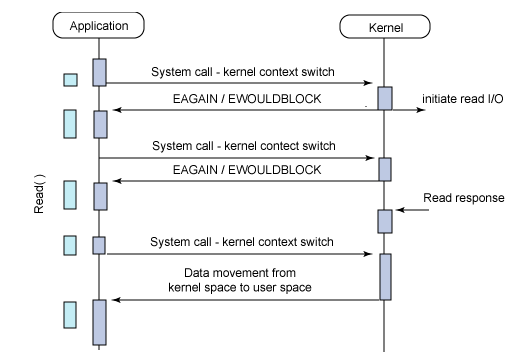 Application
Kernel
System call - kernel context switch
EAGAIN / EWOULDBLOCK
initiate read I/O
System call - kernel contect switch
EAGAIN / EWOULDBLOCK
Read( )
Read response
System call - kernel context switch
Data movement from
kernel space to user space